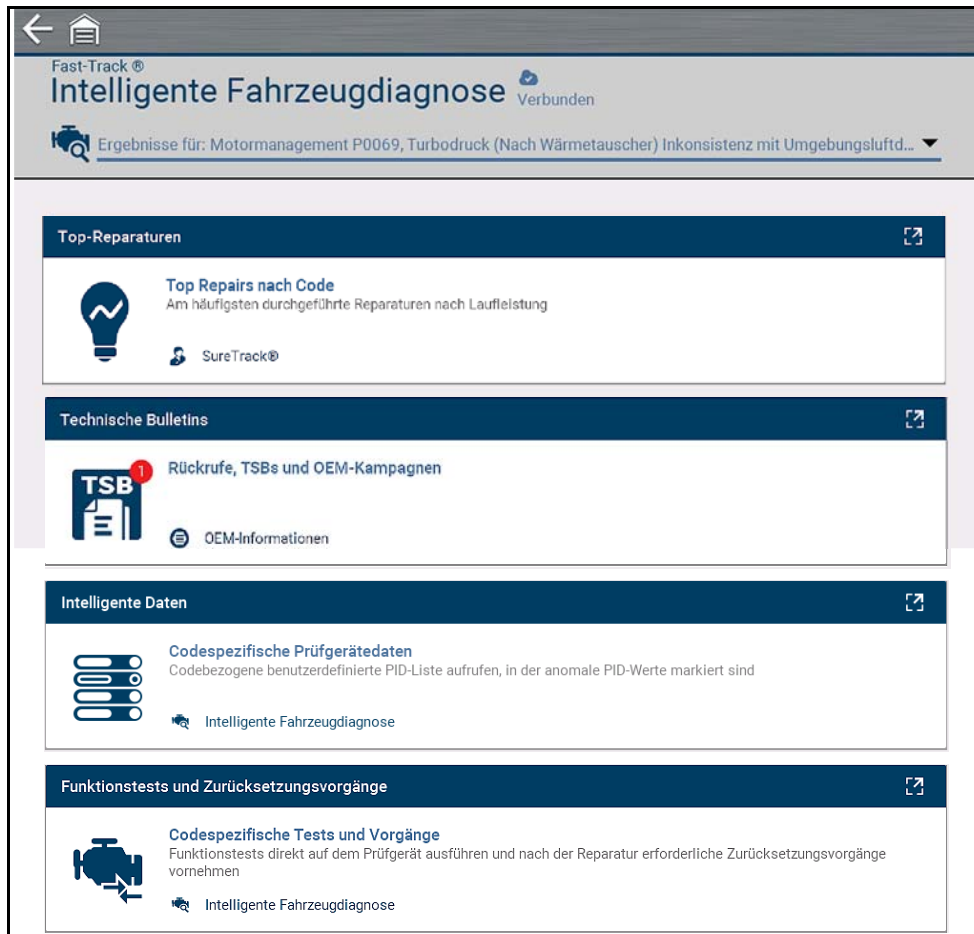 Fast-Track ®
Intelligente Fahrzeugdiagnose
Verbunden
Ergebnisse für: Motormanagement P0069, Turbodruck (Nach Wärmetauscher) Inkonsistenz mit Umgebungsluftd...
Top-Reparaturen
Top Repairs nach Code
Am häufigsten durchgeführte Reparaturen nach Laufleistung
SureTrack®
Technische Bulletins
TSB
1
Rückrufe, TSBs und OEM-Kampagnen
OEM-Informationen
Intelligente Daten
Codespezifische Prüfgerätedaten
Codebezogene benutzerdefinierte PID-Liste aufrufen, in der anomale PID-Werte markiert sind
Intelligente Fahrzeugdiagnose
Funktionstests und Zurücksetzungsvorgänge
Codespezifische Tests und Vorgänge
Funktionstests direkt auf dem Prüfgerät ausführen und nach der Reparatur erforderliche Zurücksetzungsvorgänge
vornehmen
Intelligente Fahrzeugdiagnose